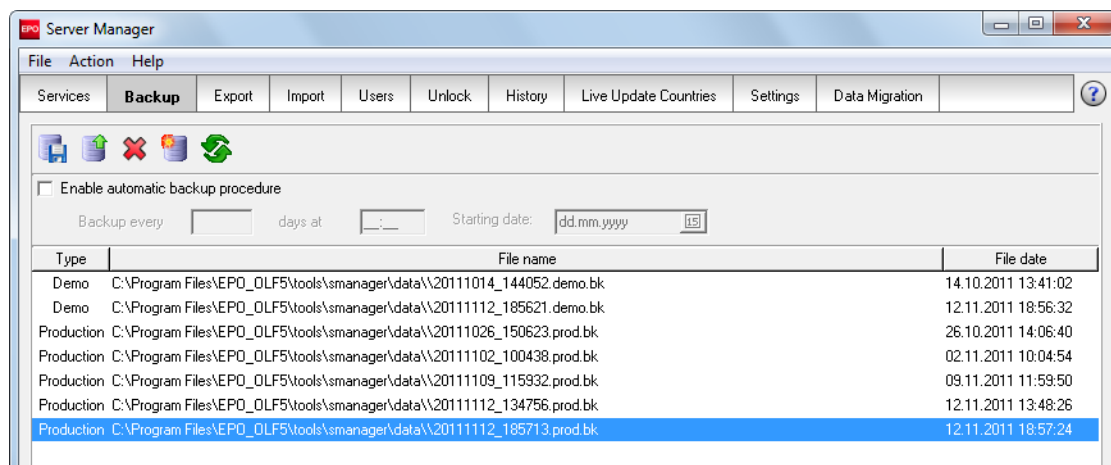 EPO Server Manager
File Action Help
Services Backup Export Import Users Unlock History Live Update Countries Settings Data Migration ?
Enable automatic backup procedure
Backup every days at __:__ Starting date: dd.mm.yyyy 15
Type File name File date
Demo C:\Program Files\EPO_OLF5\tools\smanager\data\\20111014_144052.demo.bk 14.10.2011 13:41:02
Demo C:\Program Files\EPO_OLF5\tools\smanager\data\\20111112_185621.demo.bk 12.11.2011 18:56:32
Production C:\Program Files\EPO_OLF5\tools\smanager\data\\20111026_150623.prod.bk 26.10.2011 14:06:40
Production C:\Program Files\EPO_OLF5\tools\smanager\data\\20111102_100438.prod.bk 02.11.2011 10:04:54
Production C:\Program Files\EPO_OLF5\tools\smanager\data\\20111109_115932.prod.bk 09.11.2011 11:59:50
Production C:\Program Files\EPO_OLF5\tools\smanager\data\\20111112_134756.prod.bk 12.11.2011 13:48:26
Production C:\Program Files\EPO_OLF5\tools\smanager\data\\20111112_185713.prod.bk 12.11.2011 18:57:24